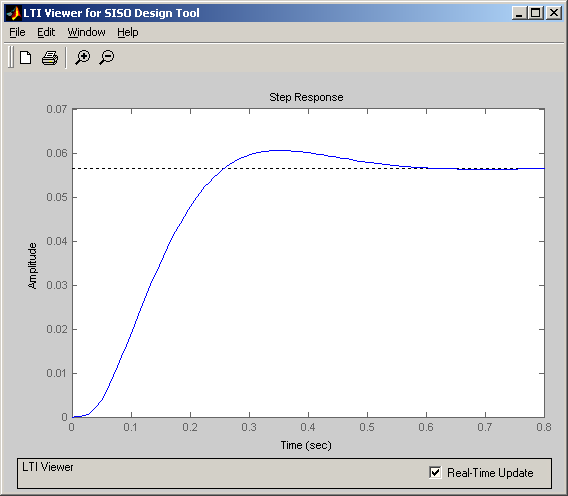 LTI Viewer for SISO Design Tool
File Edit Window Help
Step Response
Amplitude
0.07
0.06
0.05
0.04
0.03
0.02
0.01
0
0 0.1 0.2 0.3 0.4 0.5 0.6 0.7 0.8
Time (sec)
LTI Viewer
Real-Time Update